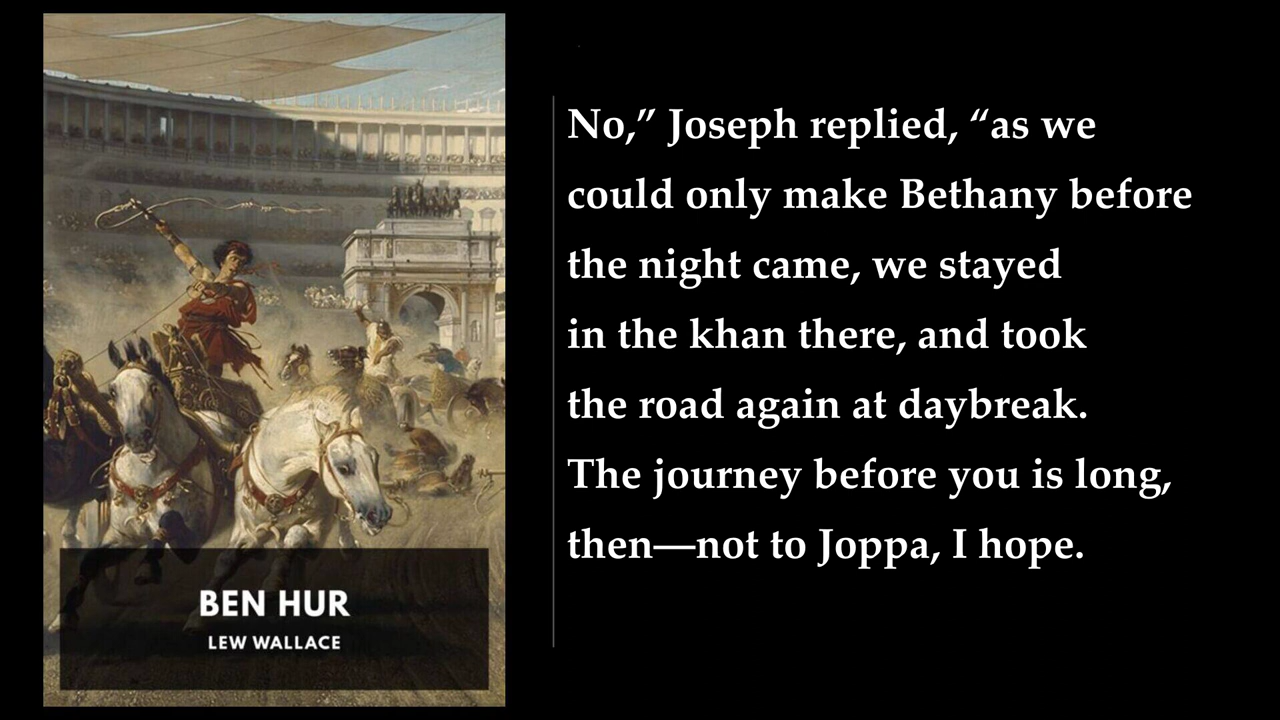 BEN HUR
LEW WALLACE
No,” Joseph replied, “as we
could only make Bethany before
the night came, we stayed
in the khan there, and took
the road again at daybreak.
The journey before you is long,
then—not to Joppa, I hope.